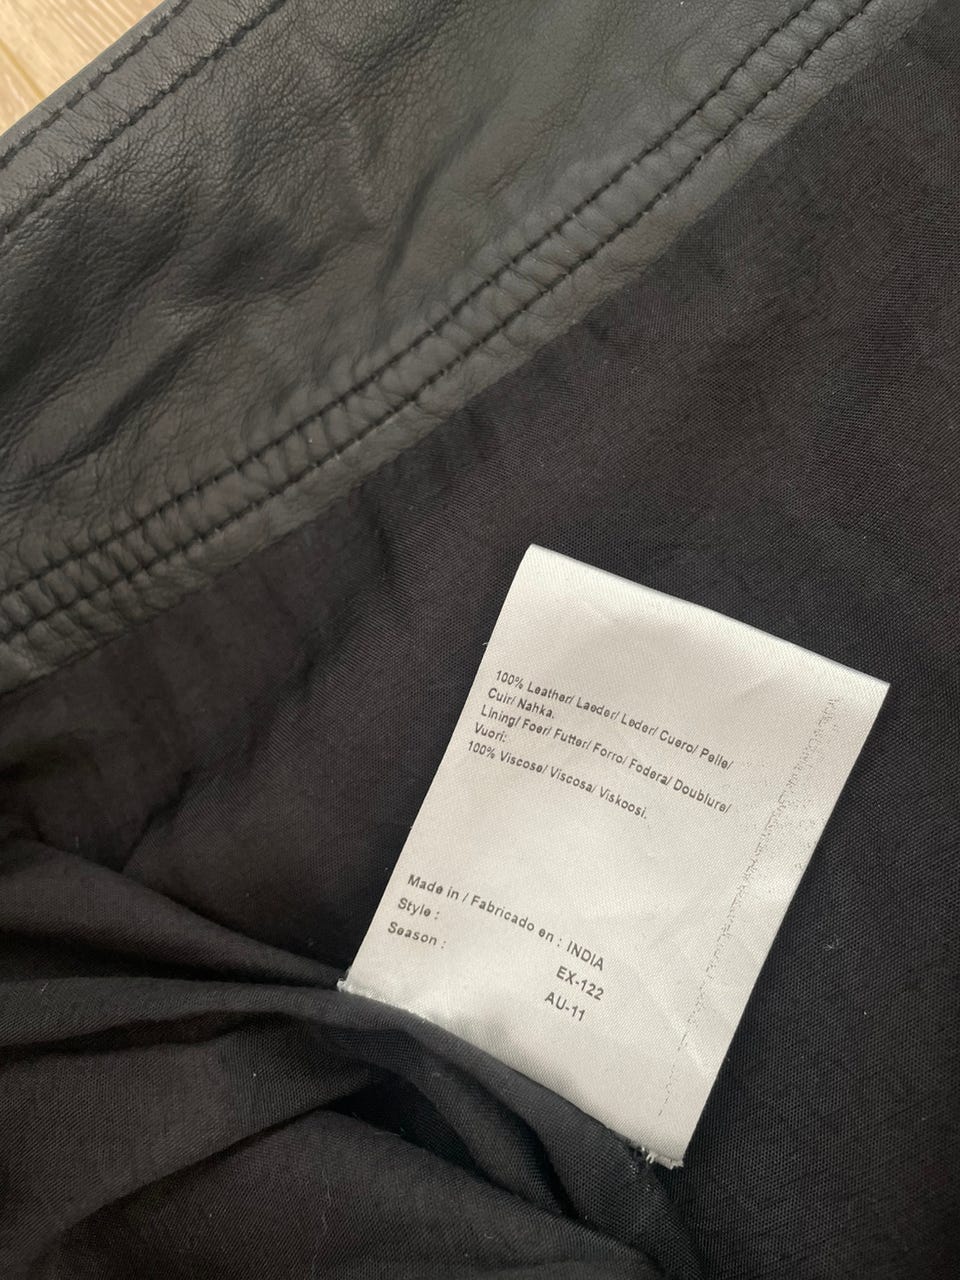 100% Leather/ Laeder/ Leder/ Cuero/ Pelle/
Cuir/ Nahka.
Lining/ Foer/ Futter/ Forro/ Fodera/ Doublure/
Vuori:
100% Viscose/ Viscosa/ Viskoosi.
Made in / Fabricado en : INDIA
Style : EX-122
Season : AU-11